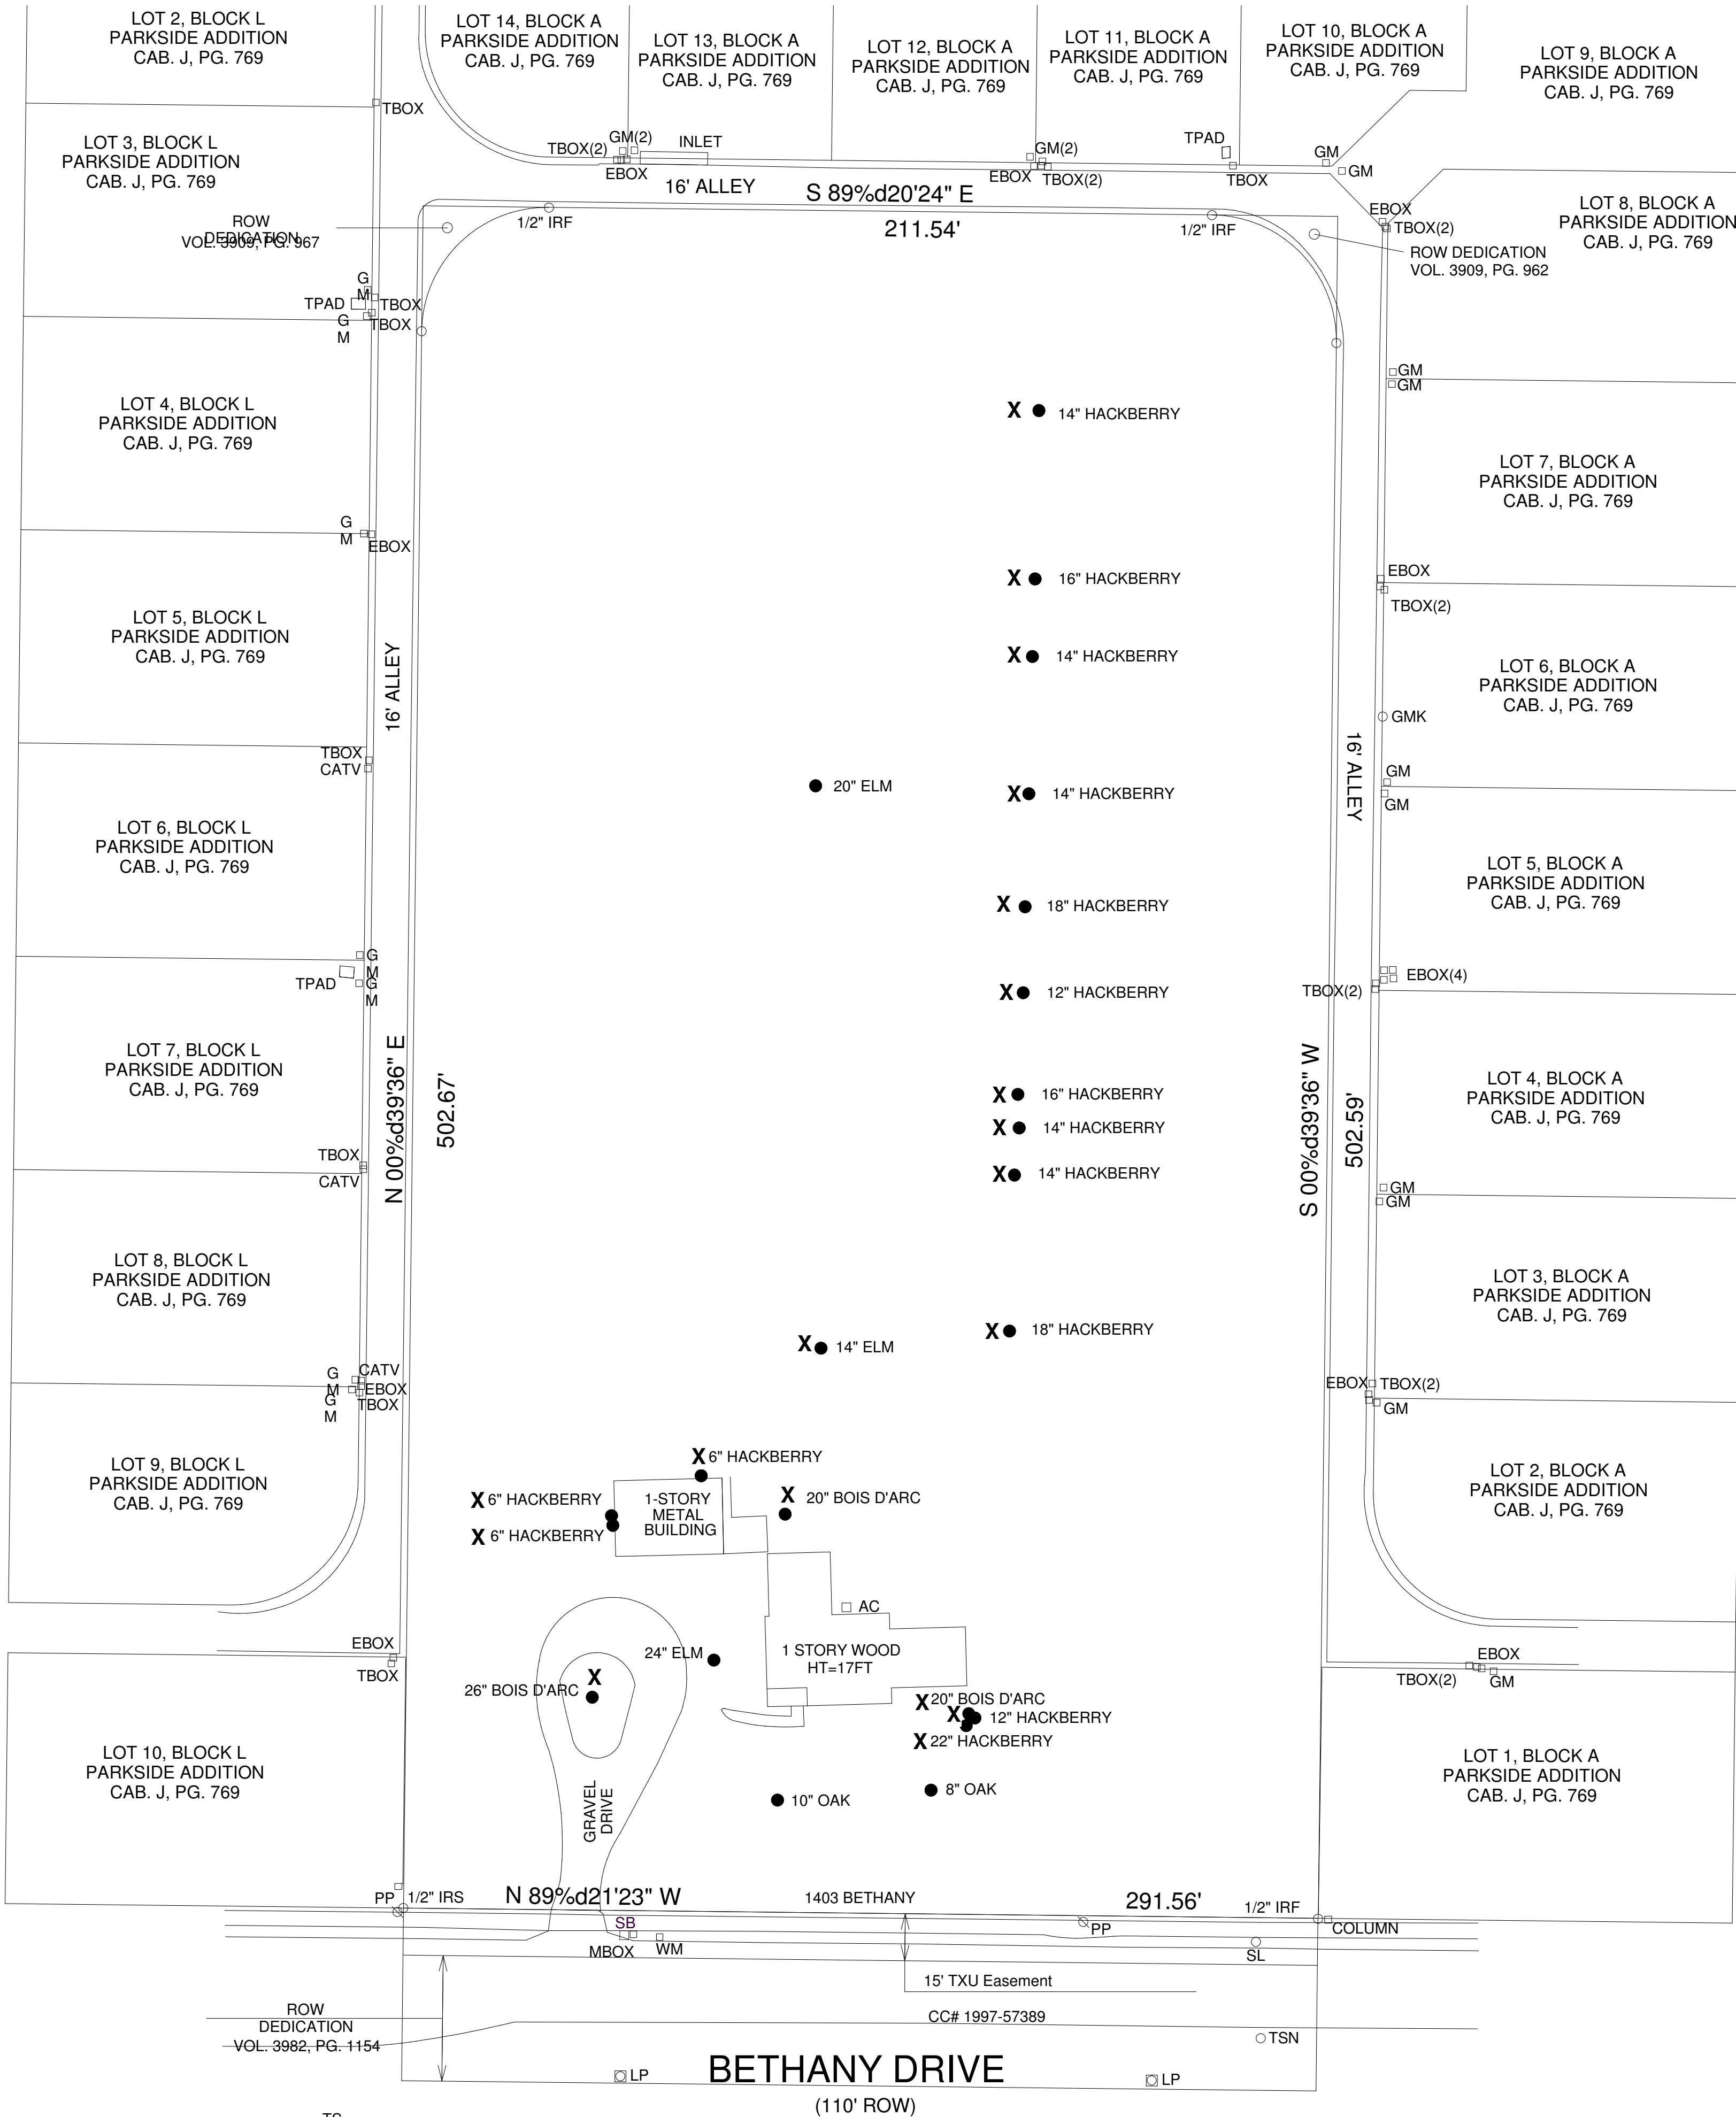 LOT 2, BLOCK L
PARKSIDE ADDITION
CAB. J, PG. 769
LOT 14, BLOCK A
PARKSIDE ADDITION
CAB. J, PG. 769
LOT 13, BLOCK A
PARKSIDE ADDITION
CAB. J, PG. 769
LOT 12, BLOCK A
PARKSIDE ADDITION
CAB. J, PG. 769
LOT 11, BLOCK A
PARKSIDE ADDITION
CAB. J, PG. 769
LOT 10, BLOCK A
PARKSIDE ADDITION
CAB. J, PG. 769
LOT 9, BLOCK A
PARKSIDE ADDITION
CAB. J, PG. 769
TBOX
LOT 3, BLOCK L
PARKSIDE ADDITION
CAB. J, PG. 769
TBOX(2)
GM(2)
INLET
EBOX
GM(2)
EBOX
TBOX(2)
TPAD
TBOX
GM
GM
16' ALLEY
S 89%d20'24" E
211.54'
1/2" IRF
1/2" IRF
ROW
DEDICATION
VOL. 3909, PG. 967
EBOX
TBOX(2)
ROW DEDICATION
VOL. 3909, PG. 962
LOT 8, BLOCK A
PARKSIDE ADDITION
CAB. J, PG. 769
G
M
TPAD
TBOX
G
M
TBOX
GM
GM
LOT 4, BLOCK L
PARKSIDE ADDITION
CAB. J, PG. 769
X 14" HACKBERRY
LOT 7, BLOCK A
PARKSIDE ADDITION
CAB. J, PG. 769
G
M
EBOX
X 16" HACKBERRY
EBOX
TBOX(2)
LOT 5, BLOCK L
PARKSIDE ADDITION
CAB. J, PG. 769
16' ALLEY
X 14" HACKBERRY
LOT 6, BLOCK A
PARKSIDE ADDITION
CAB. J, PG. 769
GMK
TBOX
CATV
16' ALLEY
GM
GM
20" ELM
X 14" HACKBERRY
LOT 6, BLOCK L
PARKSIDE ADDITION
CAB. J, PG. 769
LOT 5, BLOCK A
PARKSIDE ADDITION
CAB. J, PG. 769
X 18" HACKBERRY
G
M
TPAD
G
M
X 12" HACKBERRY
TBOX(2)
EBOX(4)
LOT 7, BLOCK L
PARKSIDE ADDITION
CAB. J, PG. 769
N 00%d39'36" E
502.67'
X 16" HACKBERRY
X 14" HACKBERRY
X 14" HACKBERRY
S 00%d39'36" W
502.59'
LOT 4, BLOCK A
PARKSIDE ADDITION
CAB. J, PG. 769
TBOX
CATV
GM
GM
LOT 8, BLOCK L
PARKSIDE ADDITION
CAB. J, PG. 769
LOT 3, BLOCK A
PARKSIDE ADDITION
CAB. J, PG. 769
X 14" ELM
X 18" HACKBERRY
G
M
CATV
EBOX
G
M
TBOX
EBOX
TBOX(2)
GM
LOT 9, BLOCK L
PARKSIDE ADDITION
CAB. J, PG. 769
X 6" HACKBERRY
X 6" HACKBERRY
X 6" HACKBERRY
1-STORY
METAL
BUILDING
X 20" BOIS D'ARC
LOT 2, BLOCK A
PARKSIDE ADDITION
CAB. J, PG. 769
AC
EBOX
TBOX
24" ELM
1 STORY WOOD
HT=17FT
X
26" BOIS D'ARC
EBOX
TBOX(2)
GM
X 20" BOIS D'ARC
X 12" HACKBERRY
X 22" HACKBERRY
LOT 10, BLOCK L
PARKSIDE ADDITION
CAB. J, PG. 769
GRAVEL
DRIVE
10" OAK
8" OAK
LOT 1, BLOCK A
PARKSIDE ADDITION
CAB. J, PG. 769
PP
1/2" IRS
N 89%d21'23" W
1403 BETHANY
291.56'
1/2" IRF
SB
MBOX
WM
PP
COLUMN
SL
15' TXU Easement
CC# 1997-57389
ROW
DEDICATION
VOL. 3982, PG. 1154
TSN
LP
BETHANY DRIVE
LP
(110' ROW)